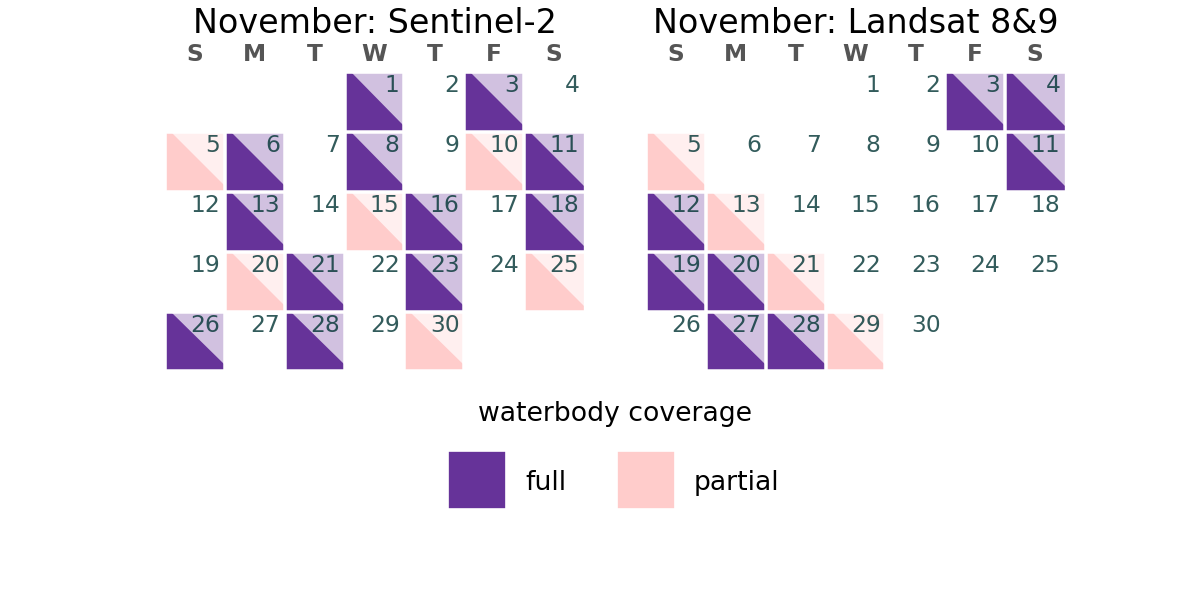 November: Sentinel-2
S M T W T F S
1 2 3 4
5 6 7 8 9 10 11
12 13 14 15 16 17 18
19 20 21 22 23 24 25
26 27 28 29 30
November: Landsat 8&9
S M T W T F S
1 2 3 4
5 6 7 8 9 10 11
12 13 14 15 16 17 18
19 20 21 22 23 24 25
26 27 28 29 30
waterbody coverage
full partial